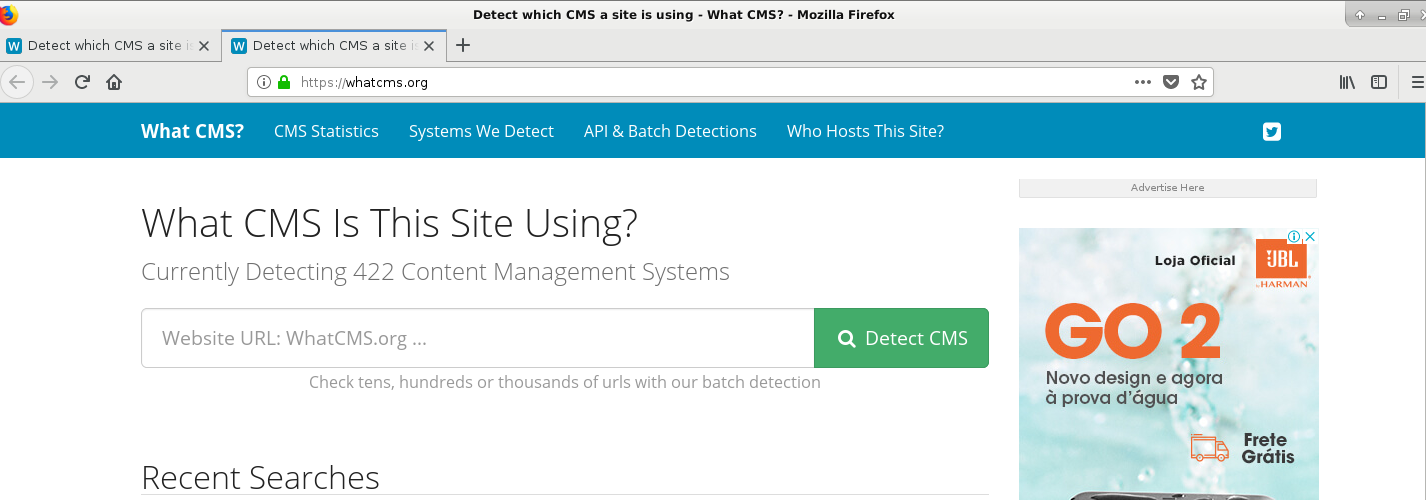 Detect which CMS a site is using - What CMS? - Mozilla Firefox
W Detect which CMS a site is
W Detect which CMS a site is
https://whatcms.org
What CMS? CMS Statistics Systems We Detect API & Batch Detections Who Hosts This Site?
What CMS Is This Site Using?
Currently Detecting 422 Content Management Systems
Website URL: WhatCMS.org ...
Detect CMS
Check tens, hundreds or thousands of urls with our batch detection
Recent Searches
Advertise Here
Loja Oficial
JBL
by HARMAN
GO 2
Novo design e agora
à prova d'água
Frete
Grátis